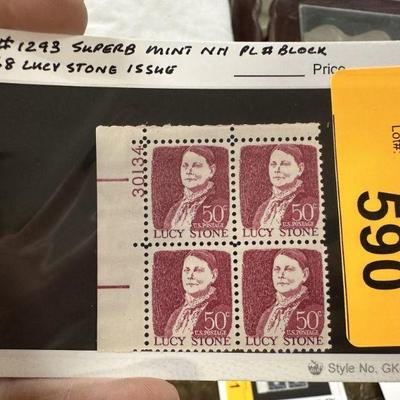 #1293 SUPERB MINT NH PL# BLOCK
68 LUCY STONE ISSUE
Price
Lot#:
590
30134
50¢
U.S. POSTAGE
LUCY STONE
50¢
U.S. POSTAGE
LUCY STONE
50¢
U.S. POSTAGE
LUCY STONE
50¢
U.S. POSTAGE
LUCY STONE
Style No. GK
1